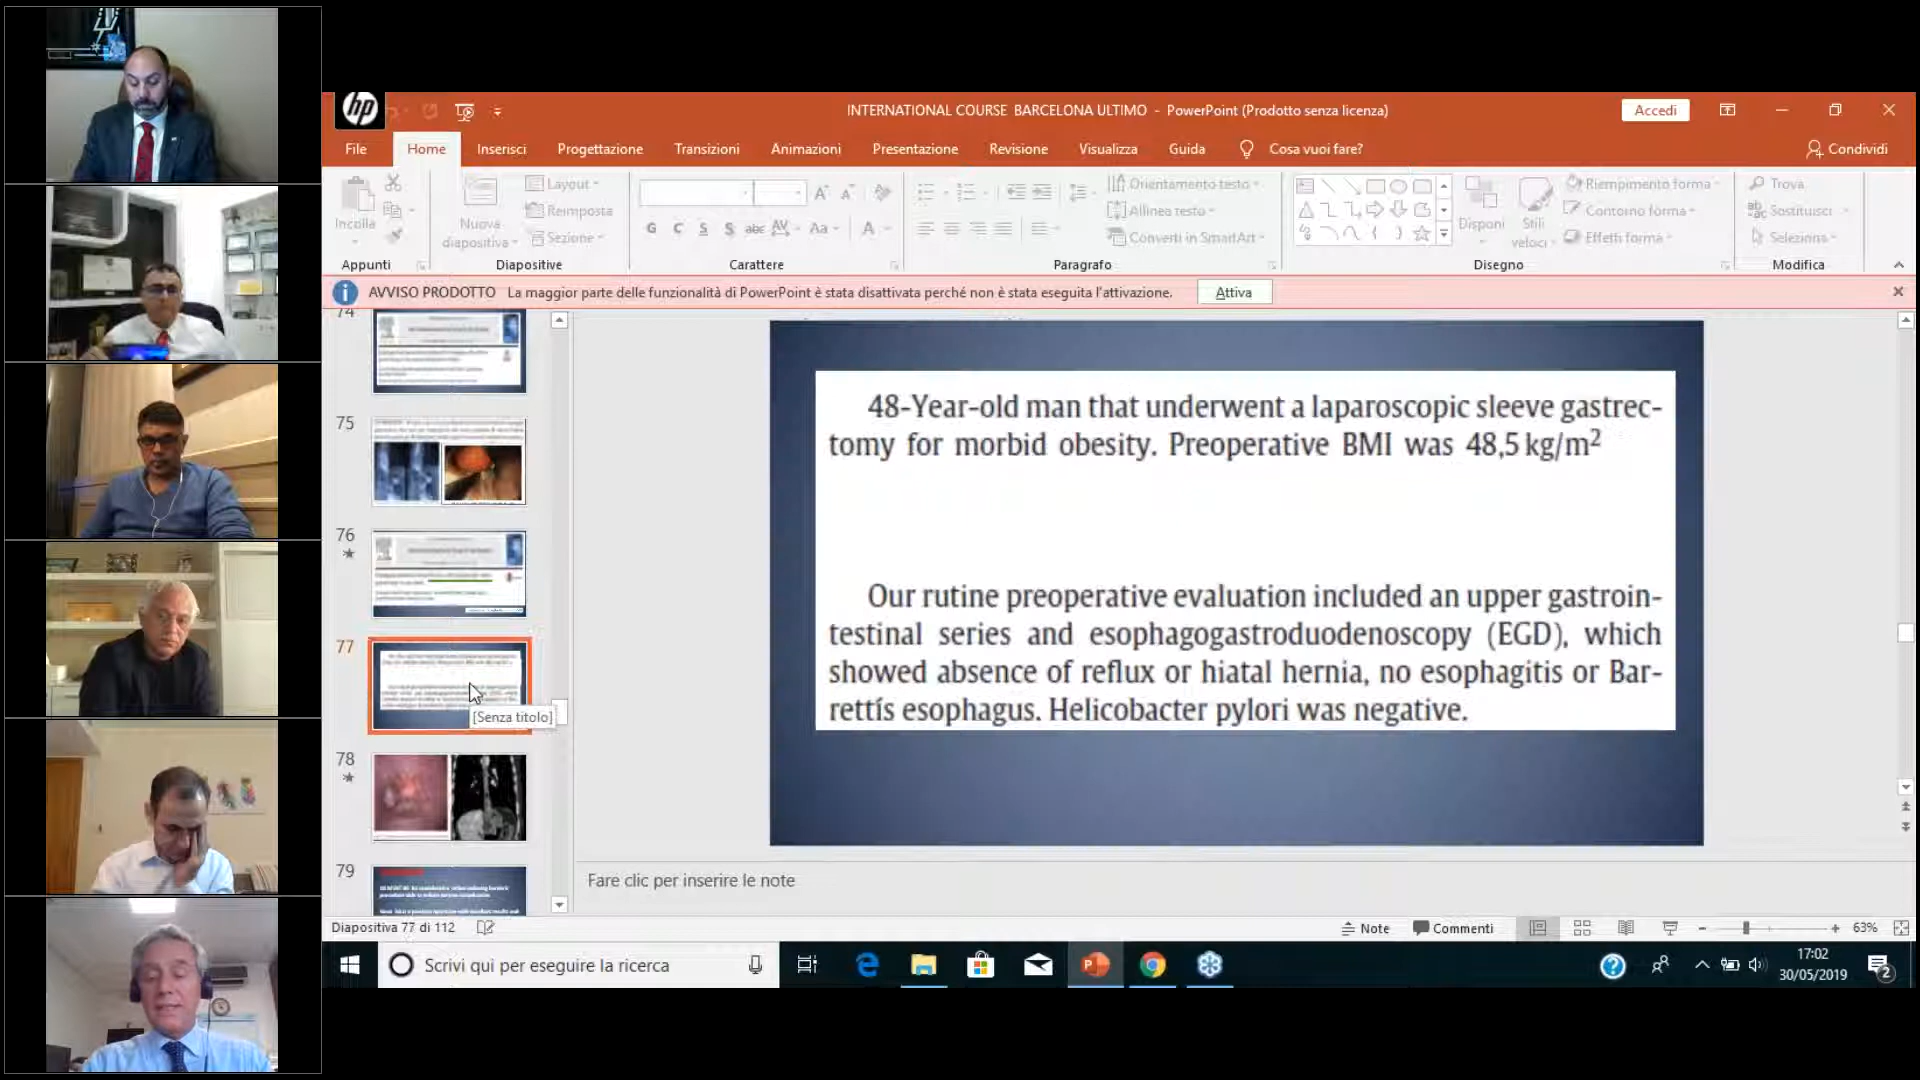 hp
INTERNATIONAL COURSE BARCELONA ULTIMO - PowerPoint (Prodotto senza licenza)
Accedi
File Home Inserisci Progettazione Transizioni Animazioni Presentazione Revisione Visualizza Guida Cosa vuoi fare?
Condividi
Incolla
Nuova
diapositiva
Layout
Reimposta
Sezione
G C S S abc AV Aa A
Orientamento testo
Allinea testo
Converti in SmartArt
Disponi
Stili
veloci
Riempimento forma
Contorno forma
Effetti forma
Trova
Sostituisci
Seleziona
Appunti Diapositive Carattere Paragrafo Disegno Modifica
AVVISO PRODOTTO La maggior parte delle funzionalità di PowerPoint è stata disattivata perché non è stata eseguita l'attivazione.
Attiva
74
75
76
77
[Senza titolo]
78
79
48-Year-old man that underwent a laparoscopic sleeve gastrec-
tomy for morbid obesity. Preoperative BMI was 48,5 kg/m²
Our rutine preoperative evaluation included an upper gastroin-
testinal series and esophagogastroduodenoscopy (EGD), which
showed absence of reflux or hiatal hernia, no esophagitis or Bar-
rettís esophagus. Helicobacter pylori was negative.
Fare clic per inserire le note
Diapositiva 77 di 112
Note Commenti
63%
Scrivi qui per eseguire la ricerca
17:02
30/05/2019
2